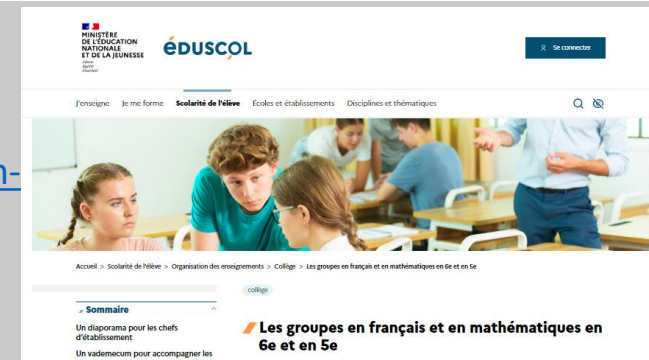 MINISTÈRE
DE L'ÉDUCATION
NATIONALE
ET DE LA JEUNESSE
Liberté
Égalité
Fraternité
éduscol
Se connecter
J'enseigne Je me forme Scolarité de l'élève Écoles et établissements Disciplines et thématiques
n-
Accueil > Scolarité de l'élève > Organisation des enseignements > Collège > Les groupes en français et en mathématiques en 6e et en 5e
collège
Sommaire
Un diaporama pour les chefs
d'établissement
Un vademecum pour accompagner les
Les groupes en français et en mathématiques en
6e et en 5e